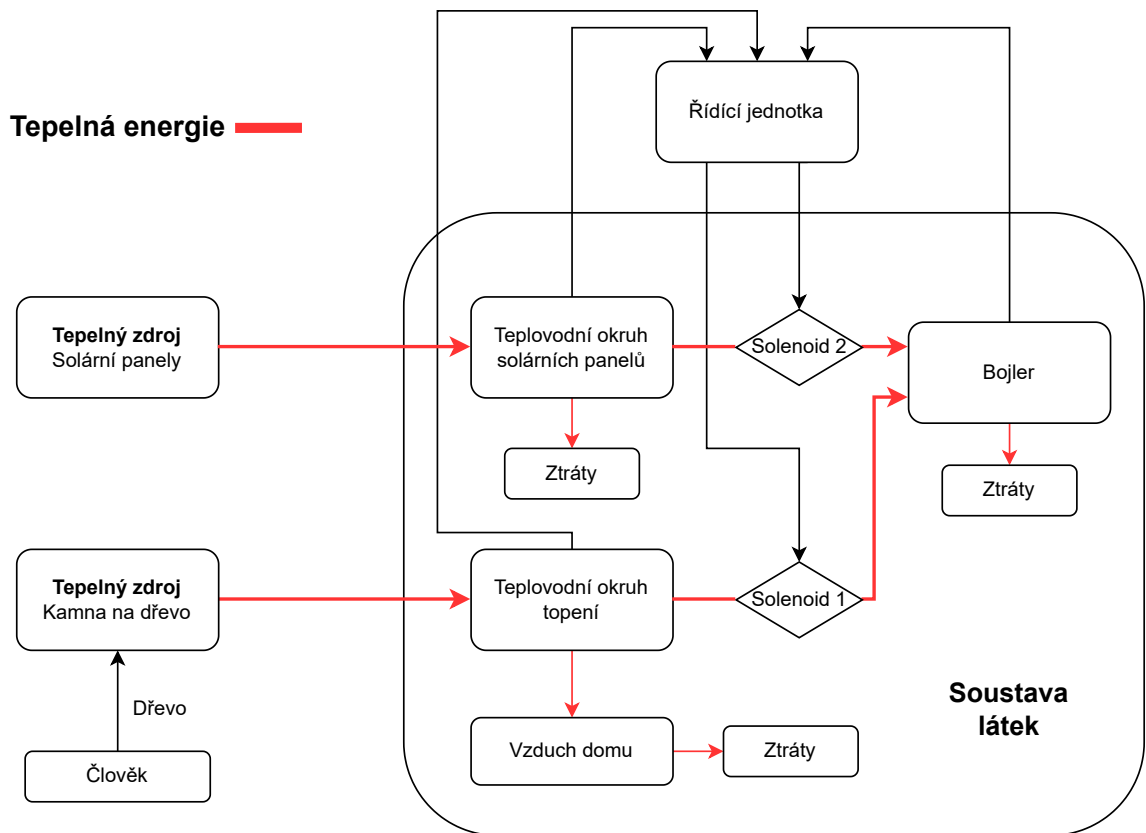 Řídící jednotka
Tepelná energie
Tepelný zdroj
Solární panely
Teplovodní okruh
solárních panelů
Solenoid 2
Bojler
Ztráty
Ztráty
Tepelný zdroj
Kamna na dřevo
Teplovodní okruh
topení
Solenoid 1
Dřevo
Soustava
látek
Člověk
Vzduch domu
Ztráty